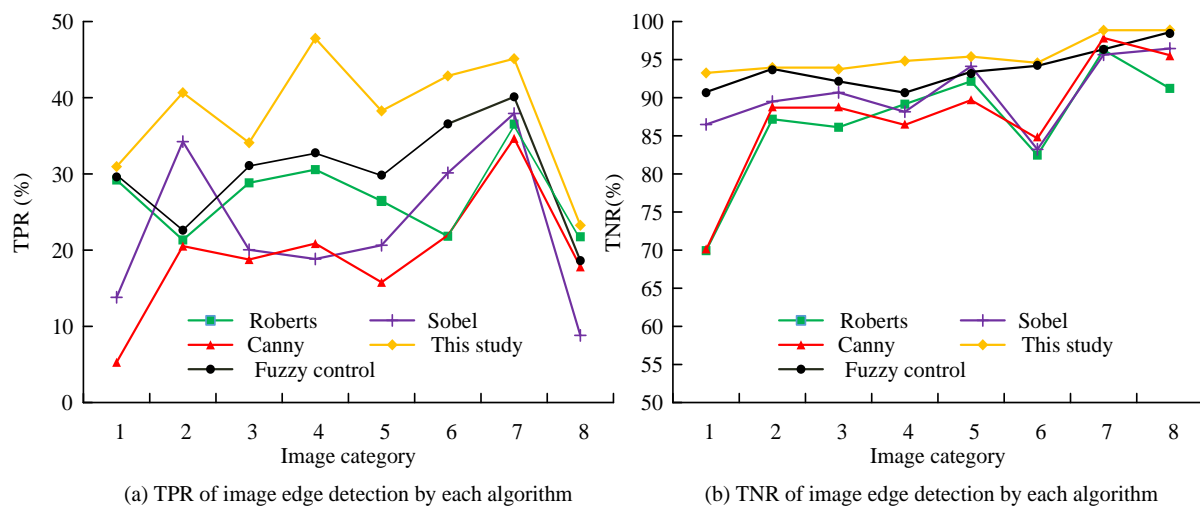 50
40
30
20
10
0
TPR (%)
Roberts
Sobel
Canny
This study
Fuzzy control
1 2 3 4 5 6 7 8
Image category
(a) TPR of image edge detection by each algorithm
100
95
90
85
80
75
70
65
60
55
50
TNR(%)
Roberts
Sobel
Canny
This study
Fuzzy control
1 2 3 4 5 6 7 8
Image category
(b) TNR of image edge detection by each algorithm